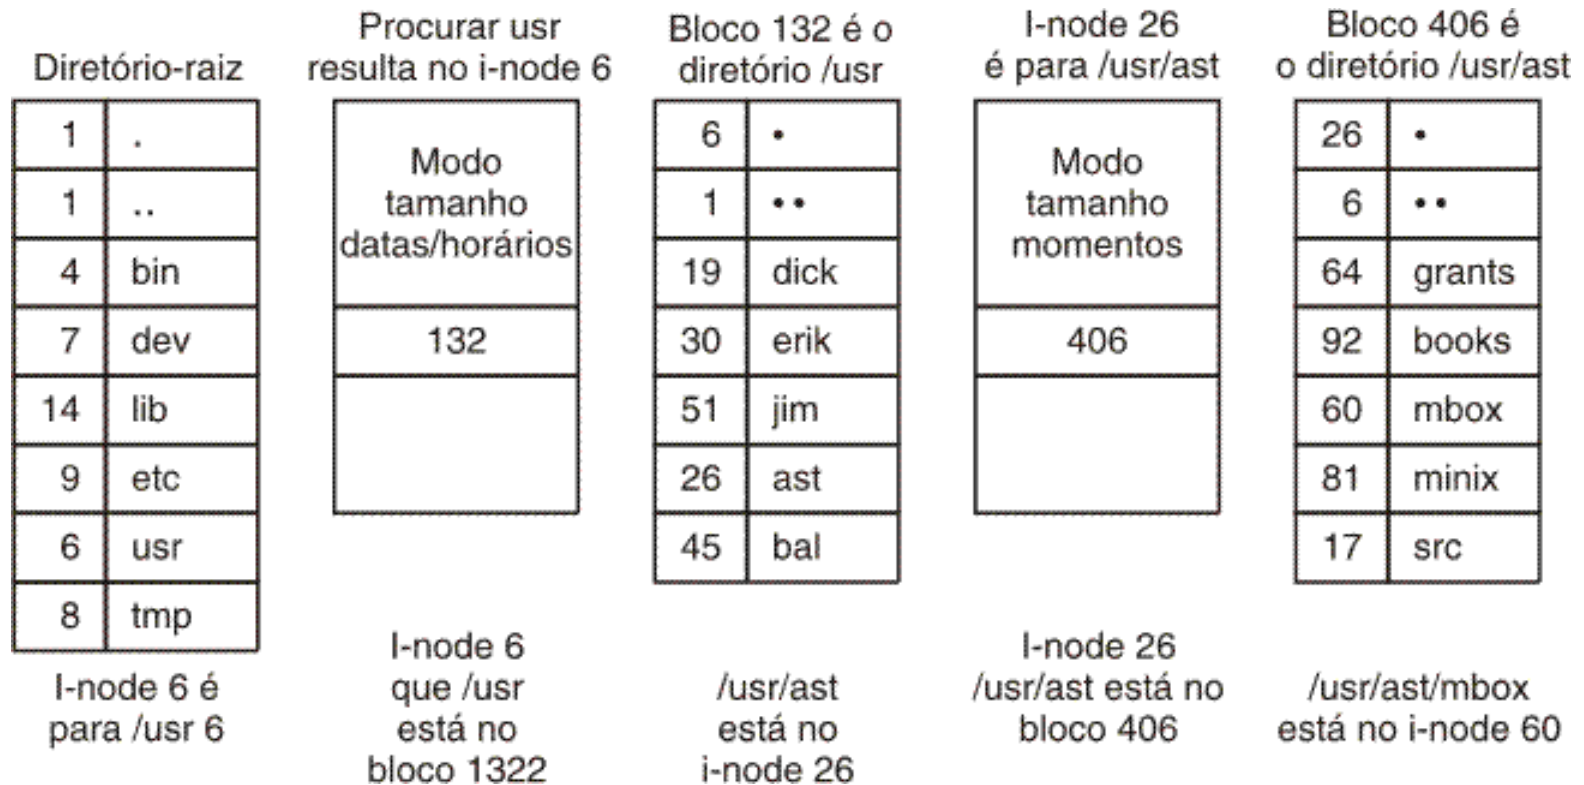 Diretório-raiz
1 .
1 ..
4 bin
7 dev
14 lib
9 etc
6 usr
8 tmp
I-node 6 é
para /usr 6
Procurar usr
resulta no i-node 6
Modo
tamanho
datas/horários
132
I-node 6
que /usr
está no
bloco 1322
Bloco 132 é o
diretório /usr
6 •
1 ••
19 dick
30 erik
51 jim
26 ast
45 bal
/usr/ast
está no
i-node 26
I-node 26
é para /usr/ast
Modo
tamanho
momentos
406
I-node 26
/usr/ast está no
bloco 406
Bloco 406 é
o diretório /usr/ast
26 •
6 ••
64 grants
92 books
60 mbox
81 minix
17 src
/usr/ast/mbox
está no i-node 60